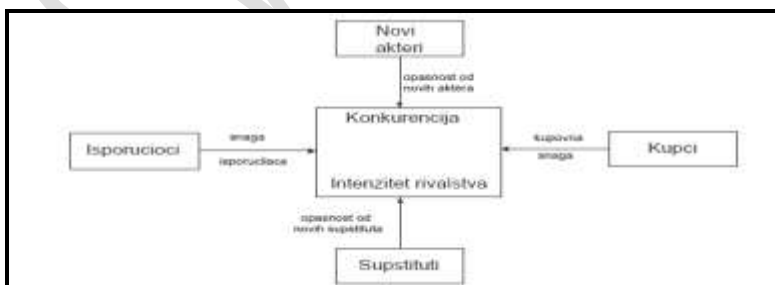 Novi
akteri
opasnost od
novih aktera
Konkurencija
snaga
isporucilaca
Isporucioci
kupovna
snaga
Kupci
Intenzitet rivalstva
opasnost od
novih supstituta
Supstituti